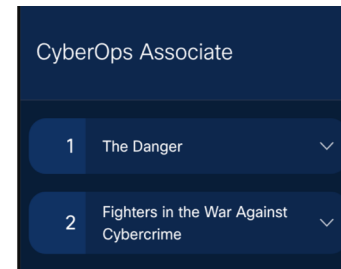 CyberOps Associate
1 The Danger
2 Fighters in the War Against
Cybercrime